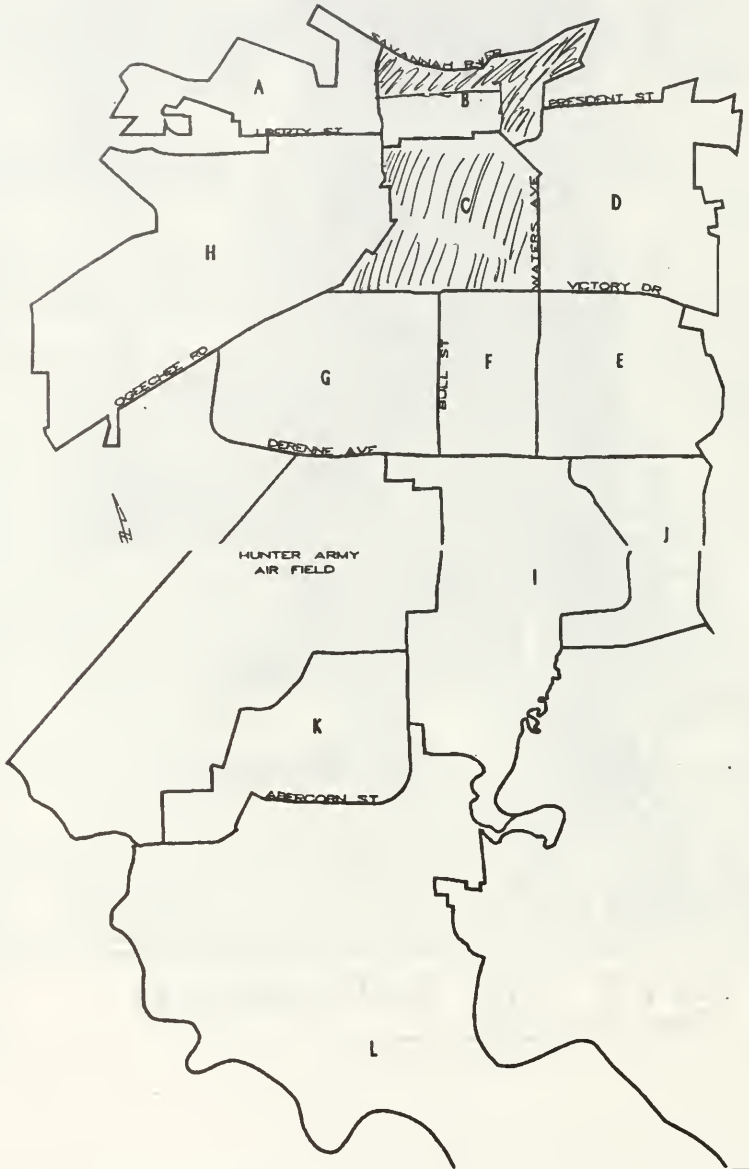 SAVANNAH RIVER
A
B
PRESIDENT ST
LIBERTY ST
C
WATERS AVE
D
H
VICTORY DR
OGEECHEE RD
G
BULL ST
F
E
DERENNE AVE
J
HUNTER ARMY
AIR FIELD
I
K
ABERCORN ST
L